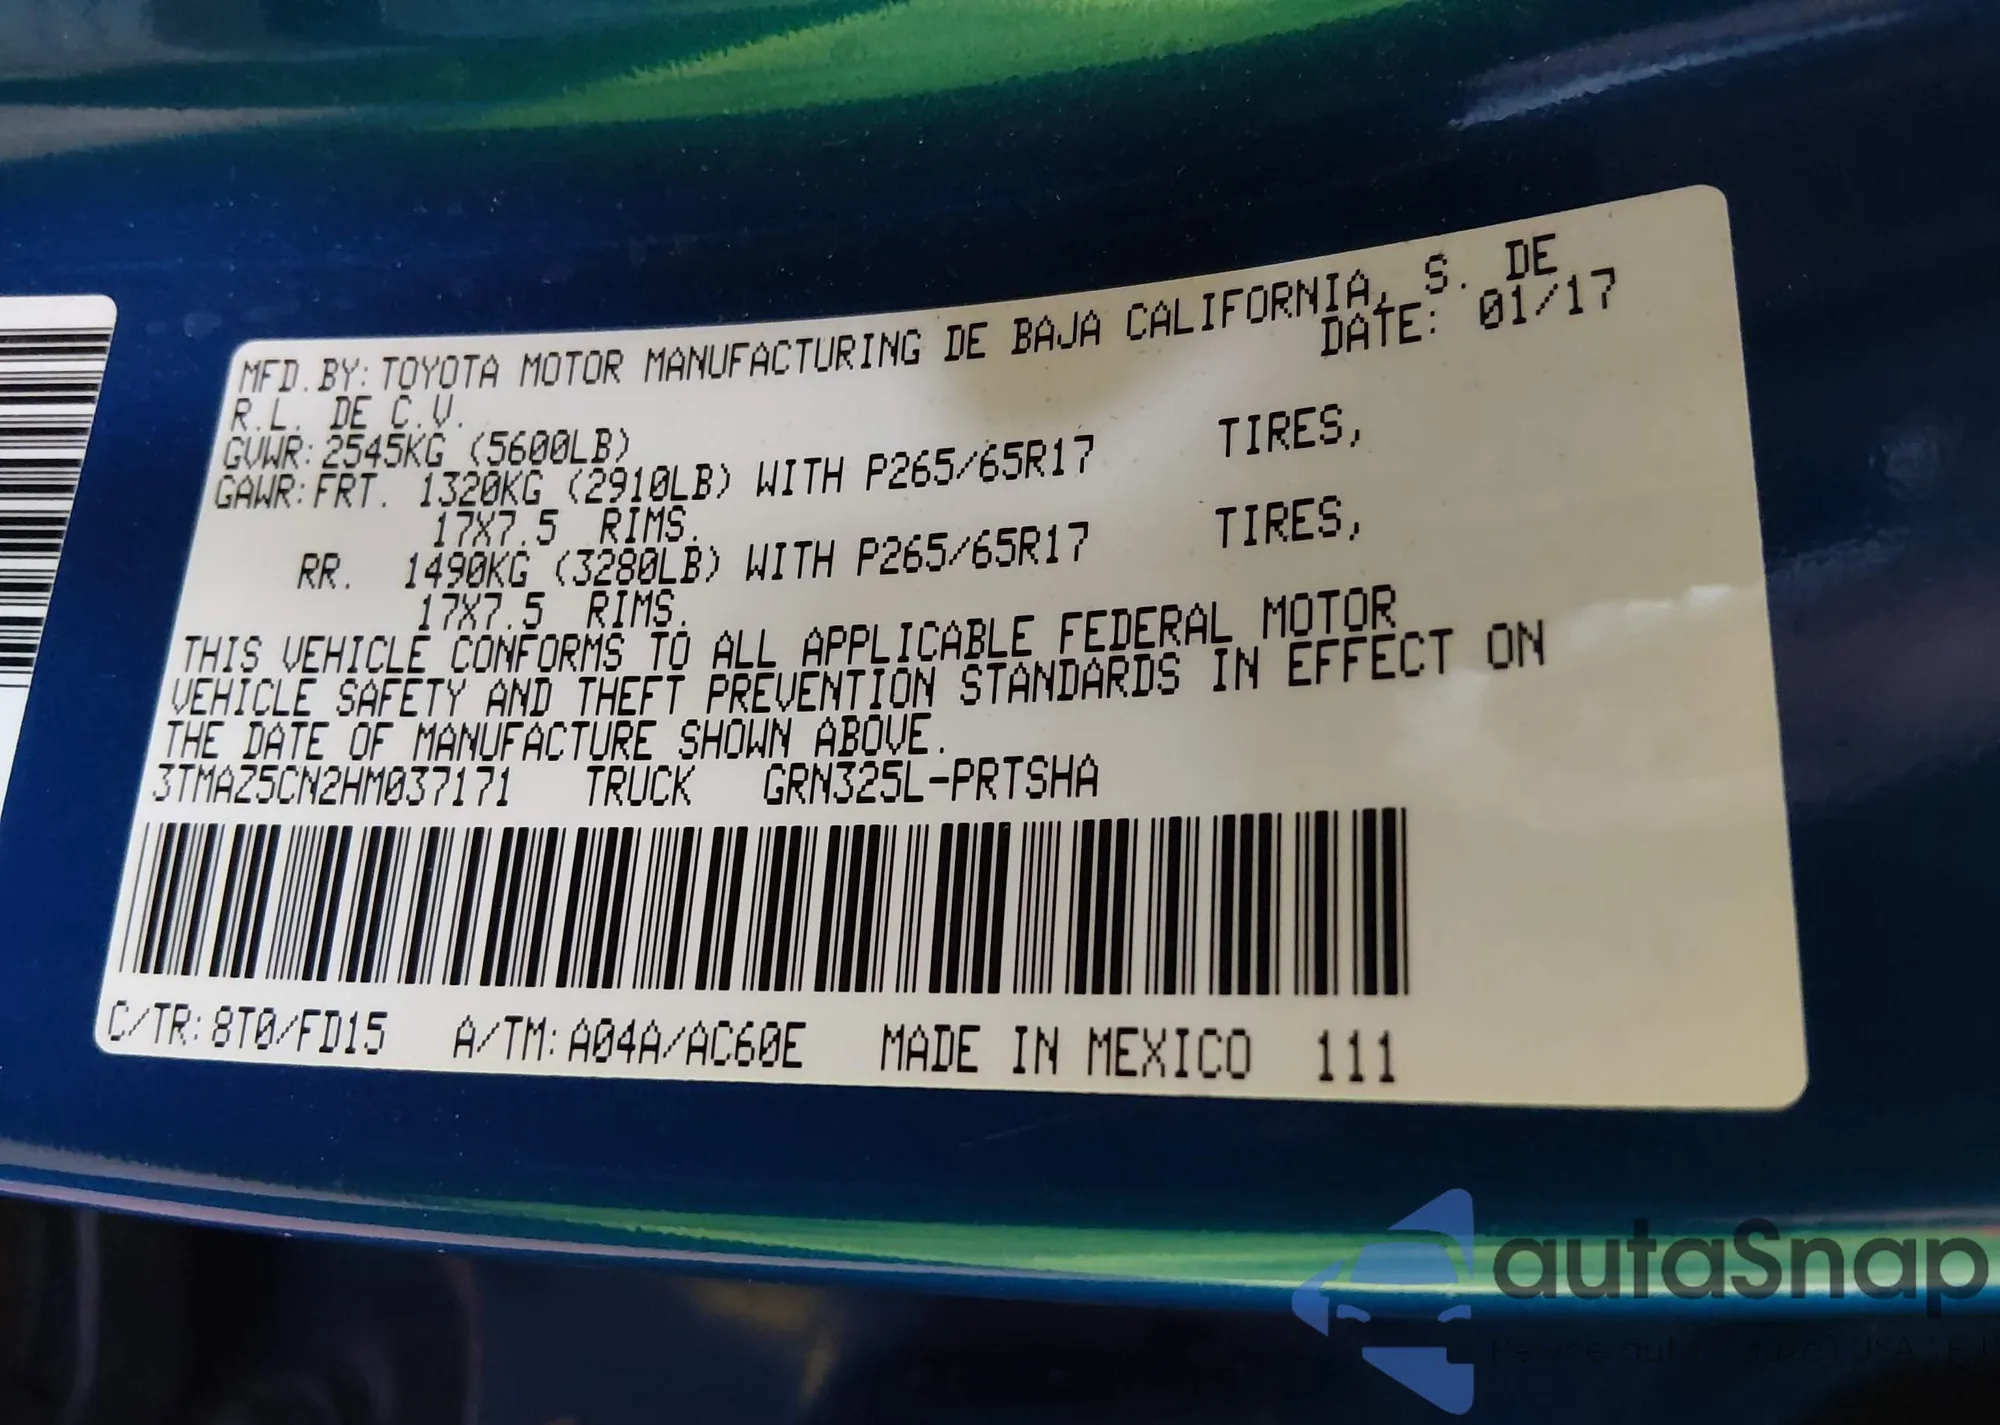 MFD.BY:TOYOTA MOTOR MANUFACTURING DE BAJA CALIFORNIA, S. DE
R.L. DE C.V. DATE: 01/17
GVWR:2545KG (5600LB)
GAWR:FRT. 1320KG (2910LB) WITH P265/65R17 TIRES,
17X7.5 RIMS.
RR. 1490KG (3280LB) WITH P265/65R17 TIRES,
17X7.5 RIMS.
THIS VEHICLE CONFORMS TO ALL APPLICABLE FEDERAL MOTOR
VEHICLE SAFETY AND THEFT PREVENTION STANDARDS IN EFFECT ON
THE DATE OF MANUFACTURE SHOWN ABOVE.
3TMAZ5CN2HM037171 TRUCK GRN325L-PRTSHA
C/TR:8T0/FD15 A/TM:A04A/AC60E MADE IN MEXICO 111
autaSnap